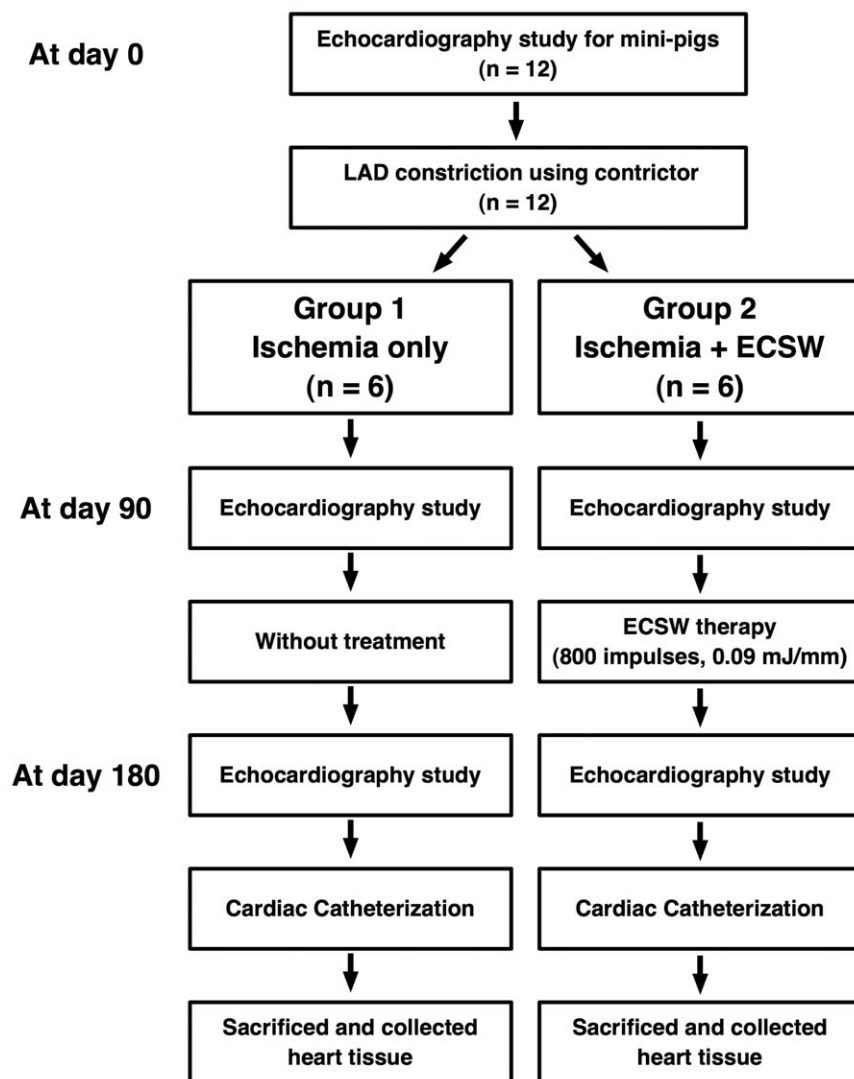 At day 0
Echocardiography study for mini-pigs
(n = 12)
LAD constriction using contrictor
(n = 12)
Group 1
Ischemia only
(n = 6)
Group 2
Ischemia + ECSW
(n = 6)
At day 90
Echocardiography study
Echocardiography study
Without treatment
ECSW therapy
(800 impulses, 0.09 mJ/mm)
At day 180
Echocardiography study
Echocardiography study
Cardiac Catheterization
Cardiac Catheterization
Sacrificed and collected
heart tissue
Sacrificed and collected
heart tissue